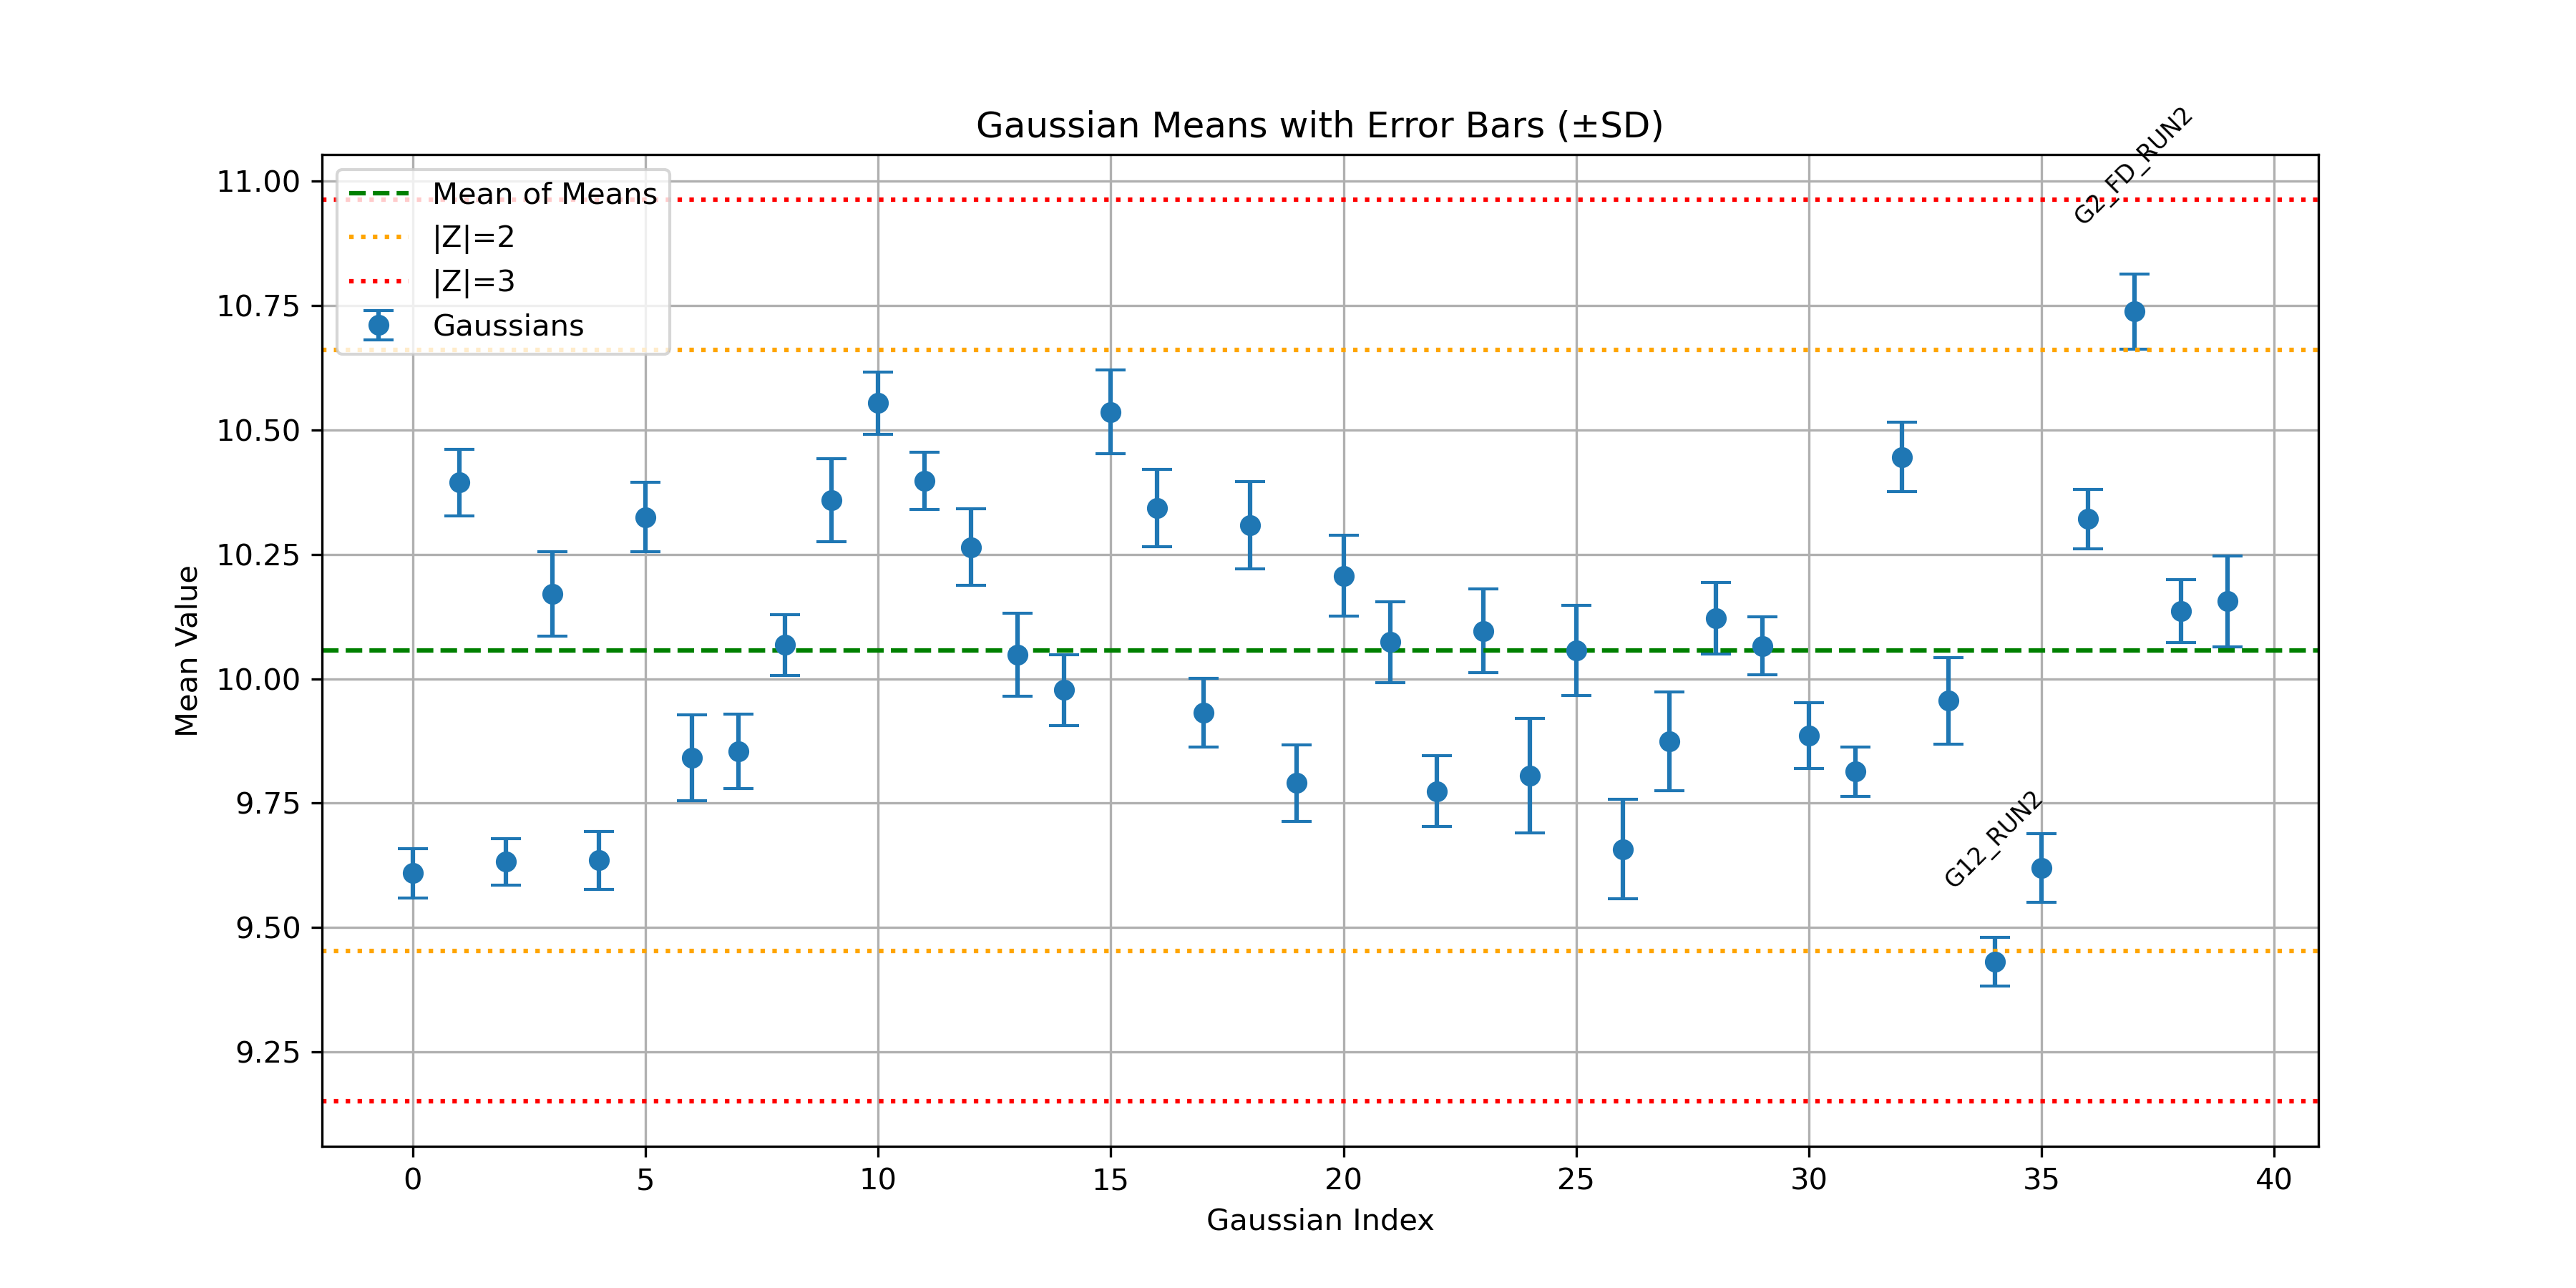 Gaussian Means with Error Bars (±SD)
G2_FD_RUN2
11.00
10.75
10.50
10.25
10.00
9.75
9.50
9.25
Mean Value
Mean of Means
|Z|=2
|Z|=3
Gaussians
G12_RUN2
0 5 10 15 20 25 30 35 40
Gaussian Index